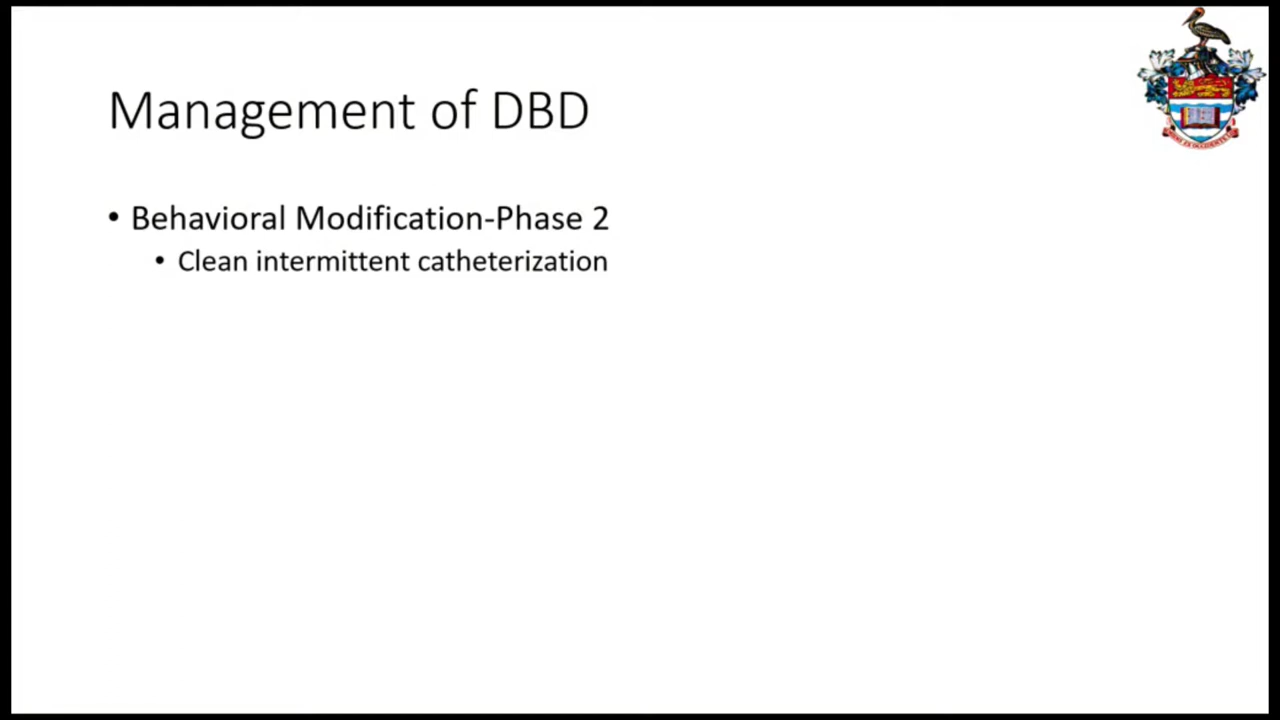 Management of DBD
• Behavioral Modification-Phase 2
• Clean intermittent catheterization